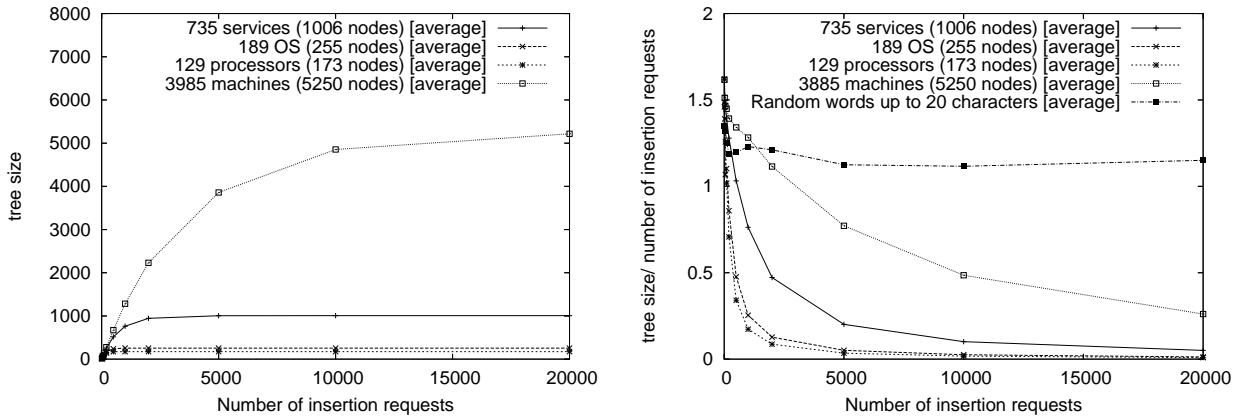 8000
7000
6000
5000
4000
3000
2000
1000
0
tree size
735 services (1006 nodes) [average]
189 OS (255 nodes) [average]
129 processors (173 nodes) [average]
3985 machines (5250 nodes) [average]
0 5000 10000 15000 20000
Number of insertion requests
2
1.5
1
0.5
0
tree size/ number of insertion requests
735 services (1006 nodes) [average]
189 OS (255 nodes) [average]
129 processors (173 nodes) [average]
3885 machines (5250 nodes) [average]
Random words up to 20 characters [average]
0 5000 10000 15000 20000
Number of insertion requests